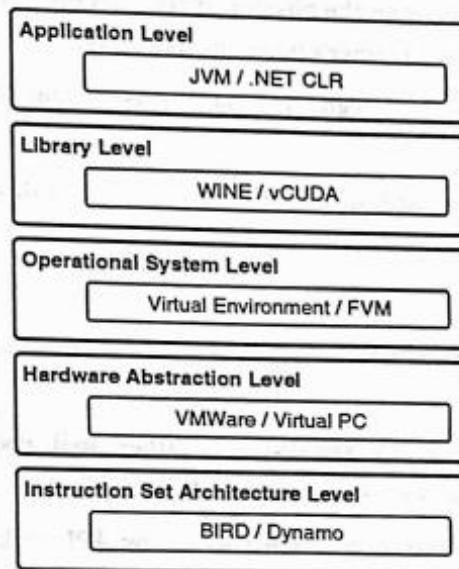 Application Level
JVM / .NET CLR
Library Level
WINE / vCUDA
Operational System Level
Virtual Environment / FVM
Hardware Abstraction Level
VMWare / Virtual PC
Instruction Set Architecture Level
BIRD / Dynamo